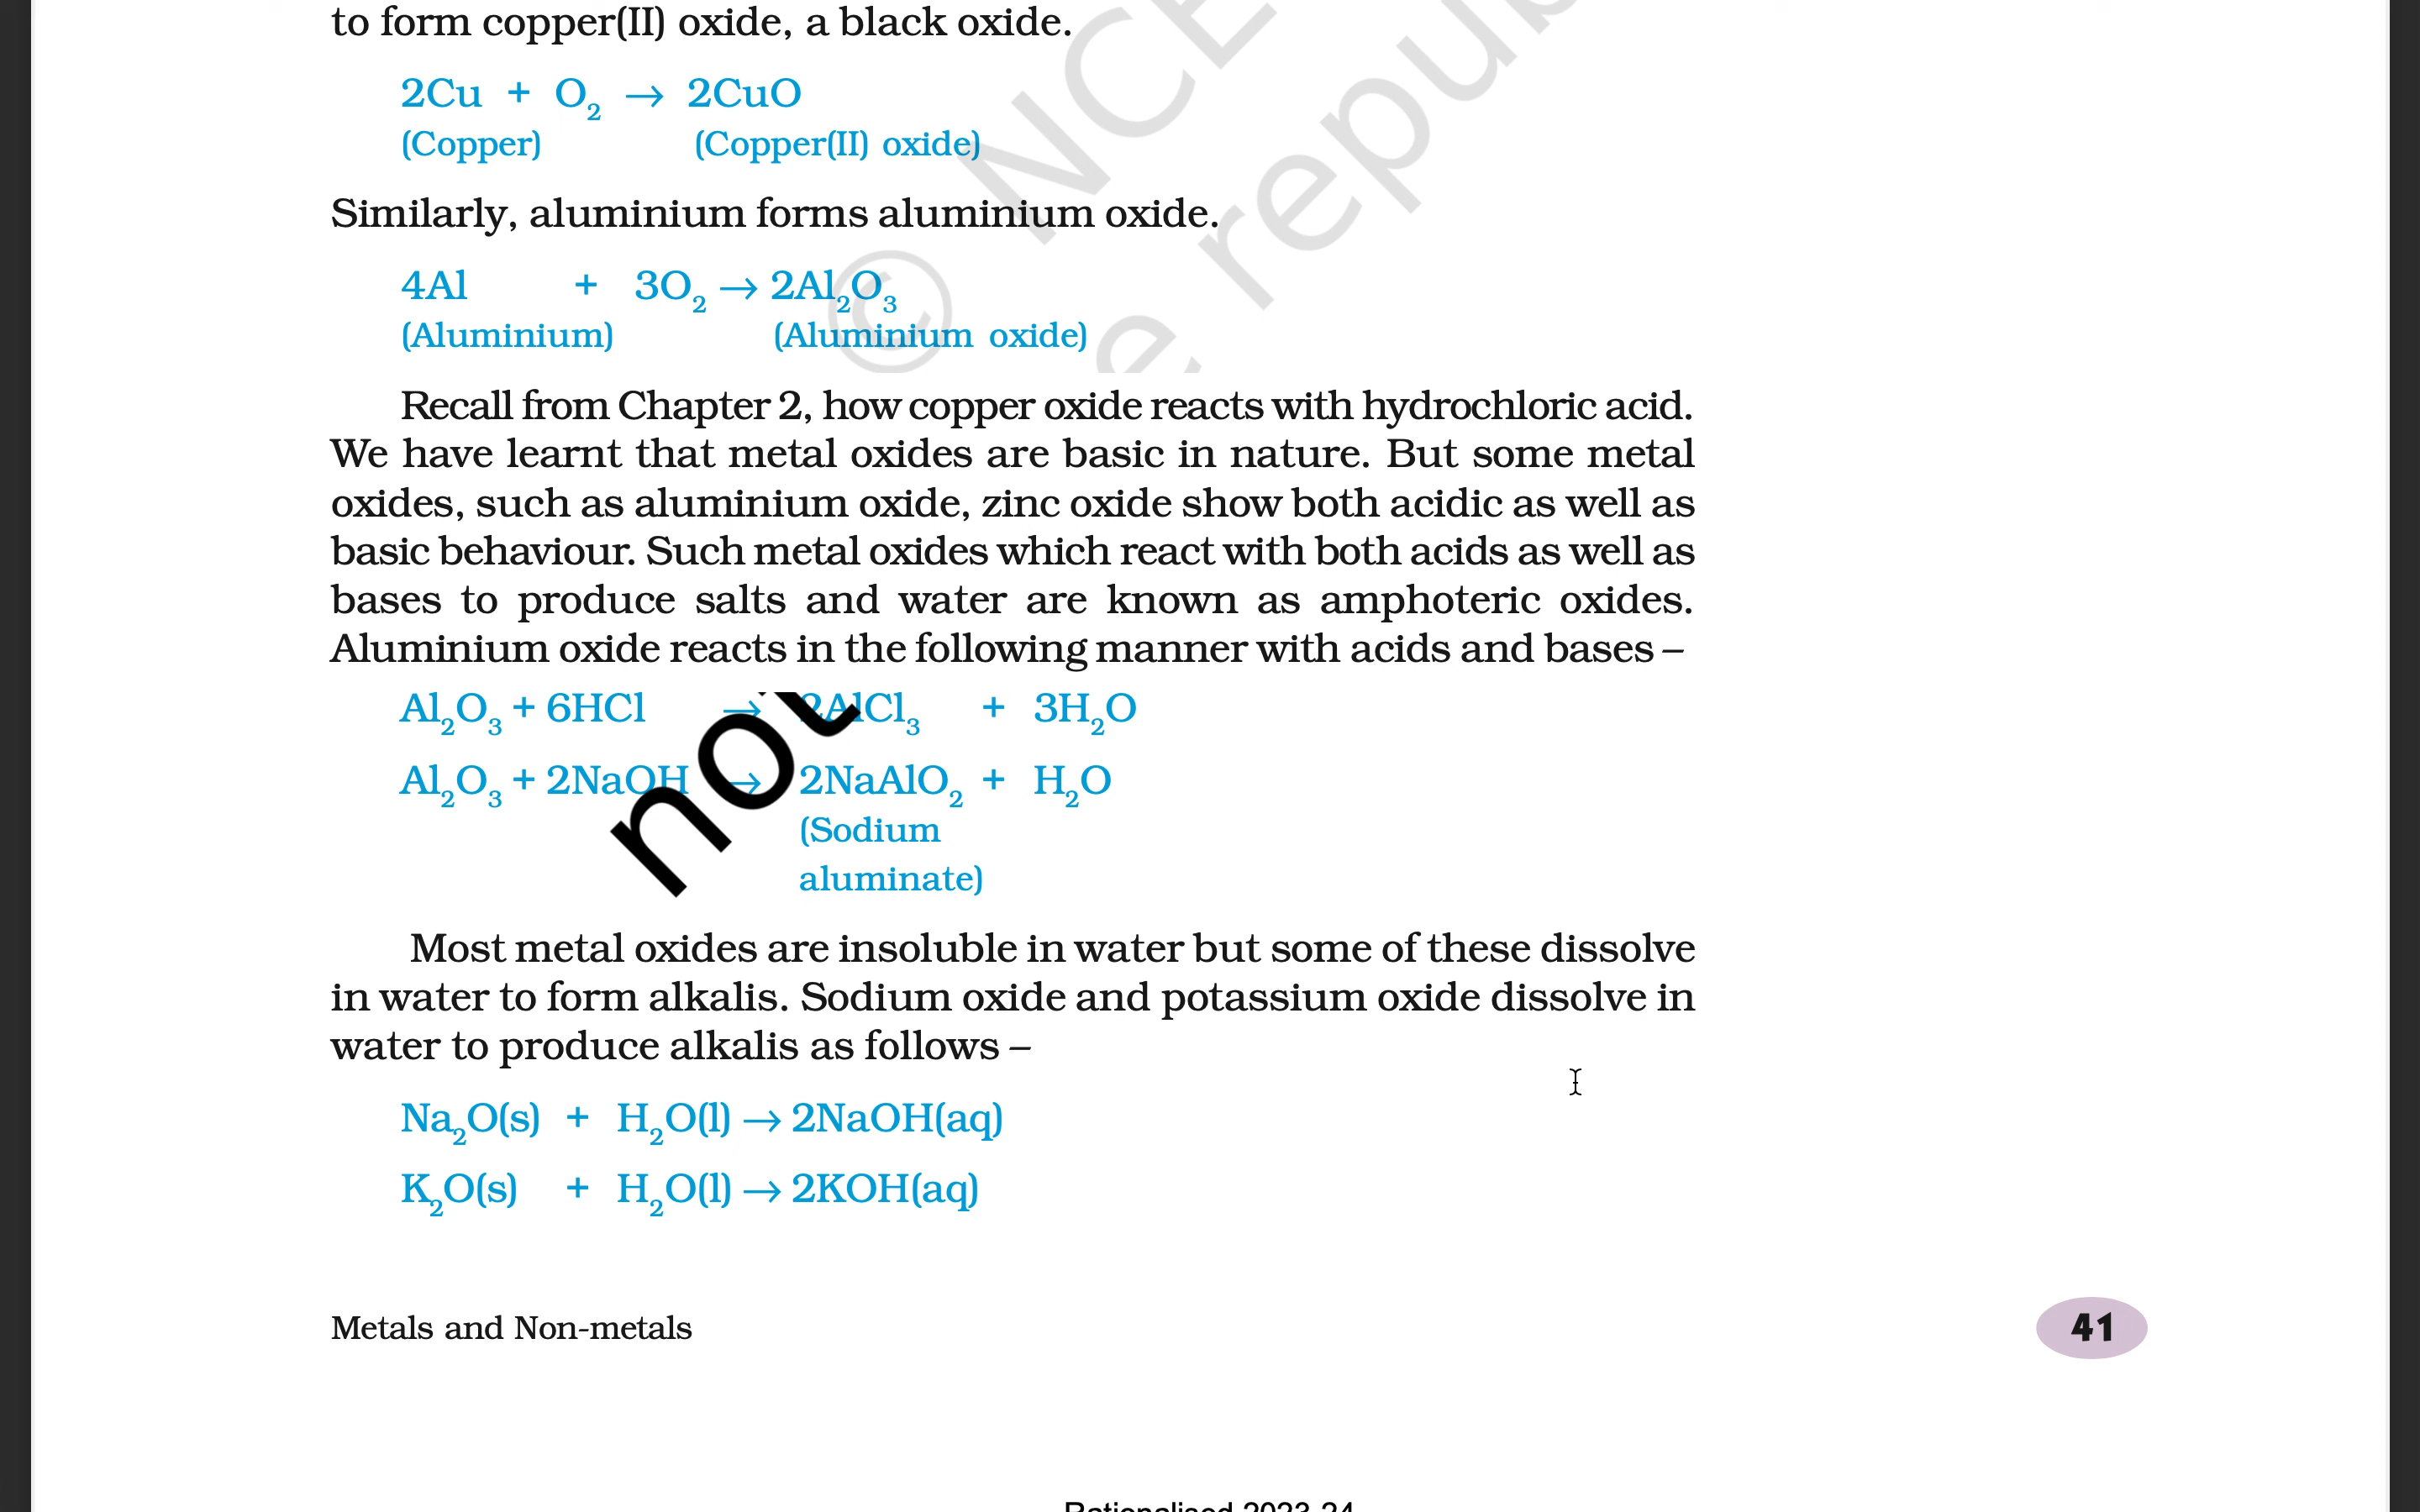 to form copper(II) oxide, a black oxide.
2Cu + O₂ → 2CuO
(Copper) (Copper(II) oxide)
Similarly, aluminium forms aluminium oxide.
4Al + 3O₂ → 2Al₂O₃
(Aluminium) (Aluminium oxide)
Recall from Chapter 2, how copper oxide reacts with hydrochloric acid.
We have learnt that metal oxides are basic in nature. But some metal
oxides, such as aluminium oxide, zinc oxide show both acidic as well as
basic behaviour. Such metal oxides which react with both acids as well as
bases to produce salts and water are known as amphoteric oxides.
Aluminium oxide reacts in the following manner with acids and bases –
Al₂O₃ + 6HCl → 2AlCl₃ + 3H₂O
Al₂O₃ + 2NaOH → 2NaAlO₂ + H₂O
(Sodium
aluminate)
Most metal oxides are insoluble in water but some of these dissolve
in water to form alkalis. Sodium oxide and potassium oxide dissolve in
water to produce alkalis as follows –
Na₂O(s) + H₂O(l) → 2NaOH(aq)
K₂O(s) + H₂O(l) → 2KOH(aq)
Metals and Non-metals
41
Rationalised 2023-24
© NCE
e repub
not